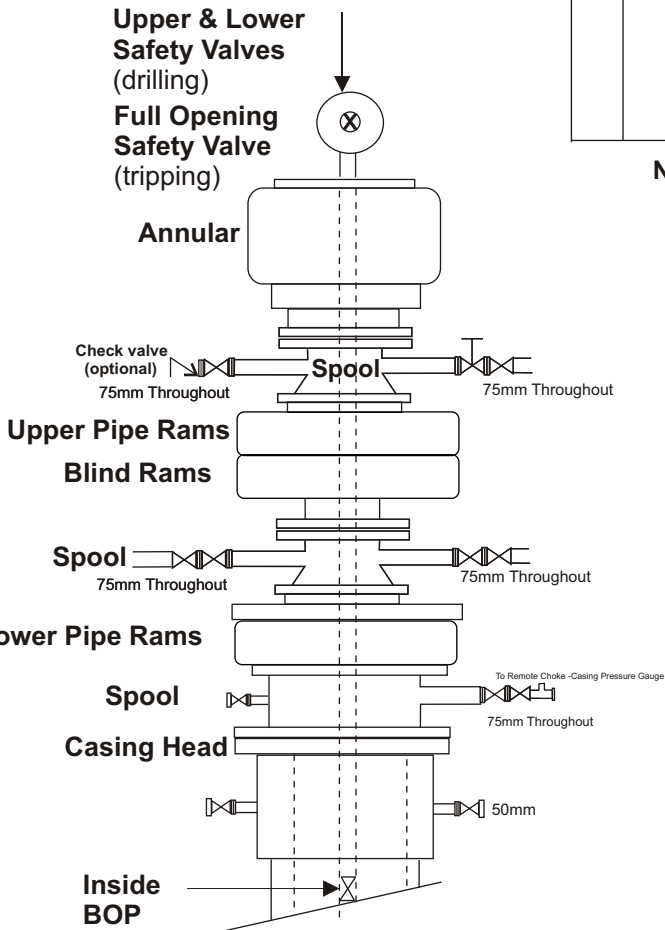 Upper & Lower
Safety Valves
(drilling)
Full Opening
Safety Valve
(tripping)
X
N
Annular
Check valve
(optional)
75mm Throughout
Spool
75mm Throughout
Upper Pipe Rams
Blind Rams
Spool
75mm Throughout
75mm Throughout
ower Pipe Rams
Spool
To Remote Choke -Casing Pressure Gauge
75mm Throughout
Casing Head
50mm
Inside
BOP